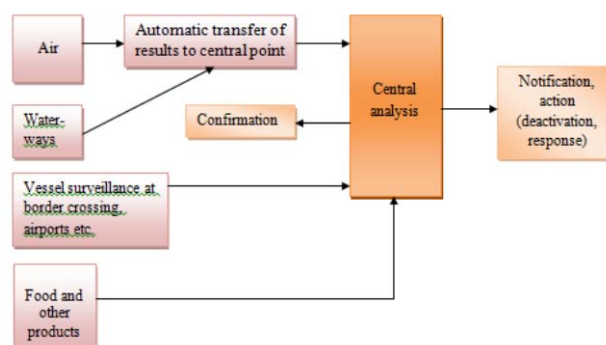 Air
Automatic transfer of
results to central point
Water-
ways
Confirmation
Central
analysis
Notification,
action
(deactivation,
response)
Vessel surveillance at
border crossing,
airports etc.
Food and
other
products